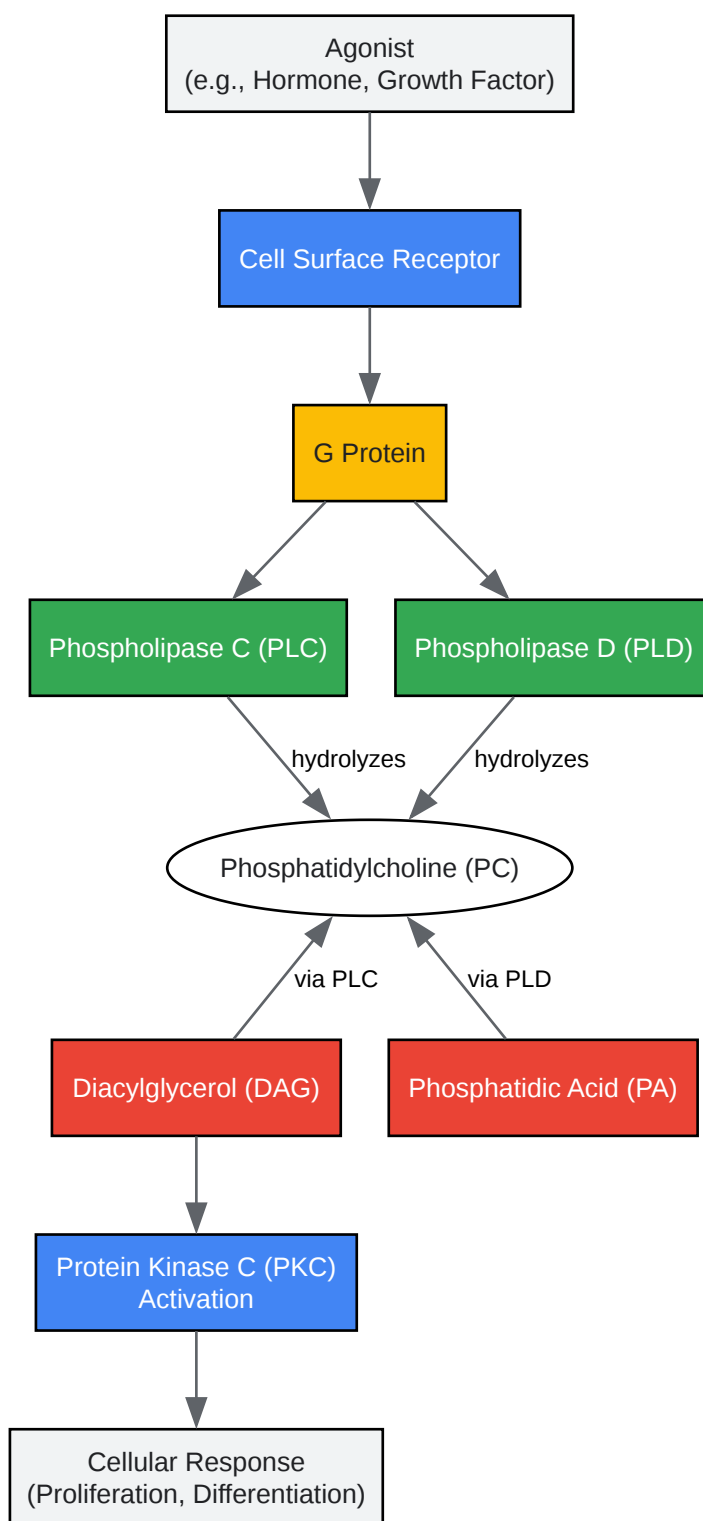 Agonist
(e.g., Hormone, Growth Factor)
Cell Surface Receptor
G Protein
Phospholipase C (PLC)
Phospholipase D (PLD)
hydrolyzes
hydrolyzes
Phosphatidylcholine (PC)
via PLC
via PLD
Diacylglycerol (DAG)
Phosphatidic Acid (PA)
Protein Kinase C (PKC)
Activation
Cellular Response
(Proliferation, Differentiation)